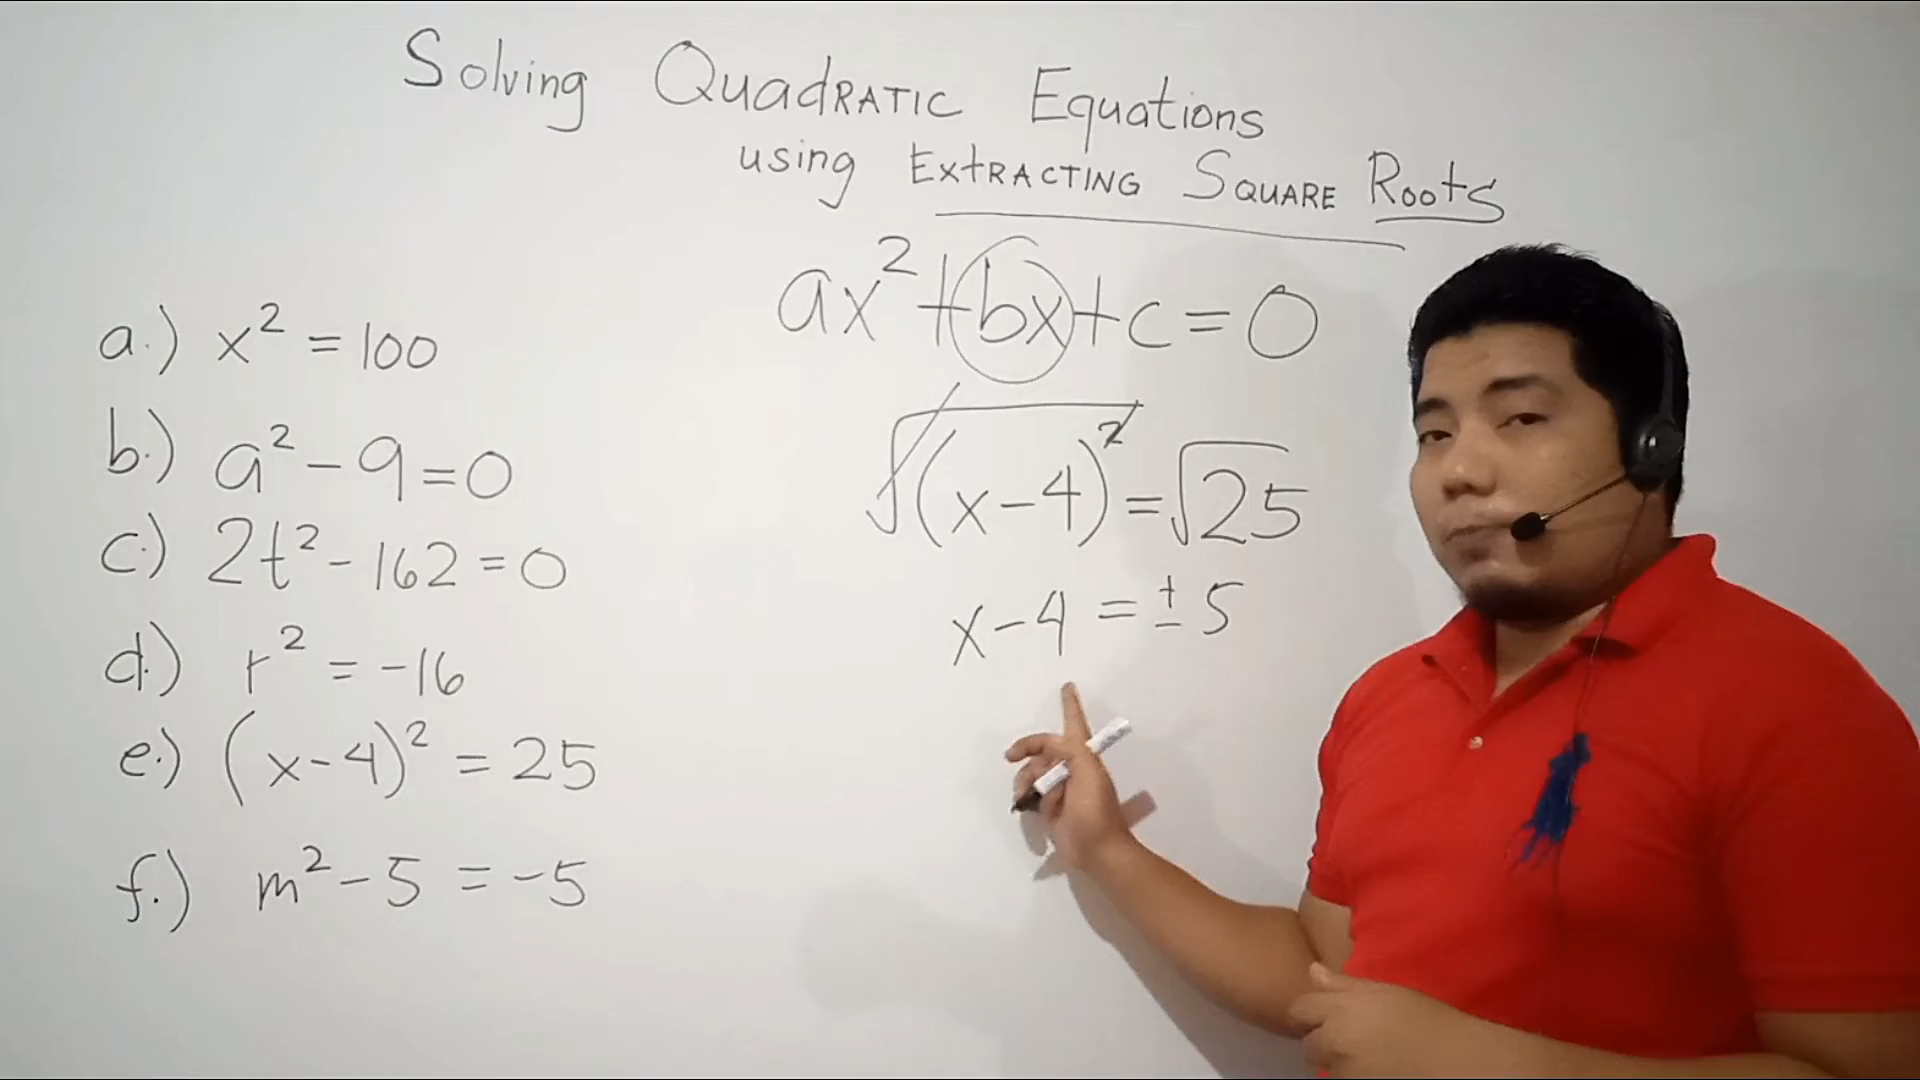 Solving Quadratic Equations
using Extracting Square Roots
ax²+bx+c=0
a.) x² = 100
b.) a² - 9 = 0
c.) 2t² - 162 = 0
d.) r² = -16
e.) (x-4)² = 25
f.) m² - 5 = -5
√(x-4)² = √25
x-4 = ±5